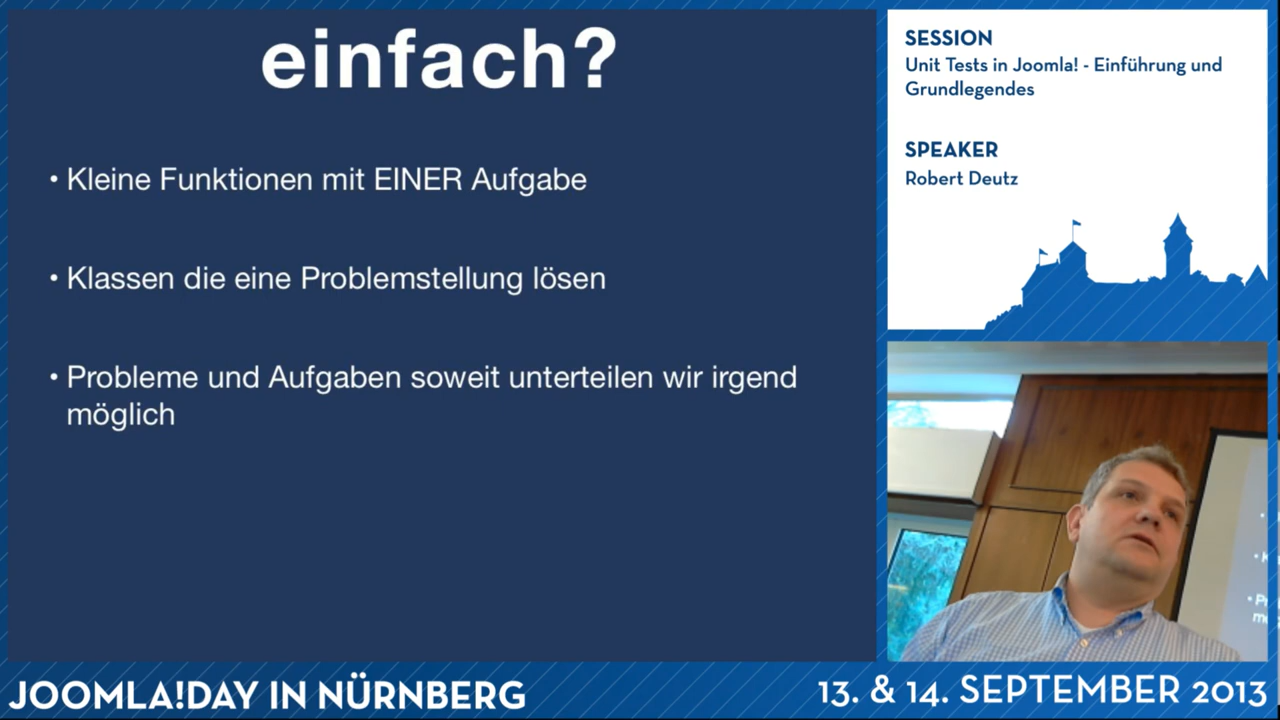 einfach?
• Kleine Funktionen mit EINER Aufgabe
• Klassen die eine Problemstellung lösen
• Probleme und Aufgaben soweit unterteilen wir irgend
möglich
SESSION
Unit Tests in Joomla! - Einführung und
Grundlegendes
SPEAKER
Robert Deutz
JOOMLA!DAY IN NÜRNBERG
13. & 14. SEPTEMBER 2013